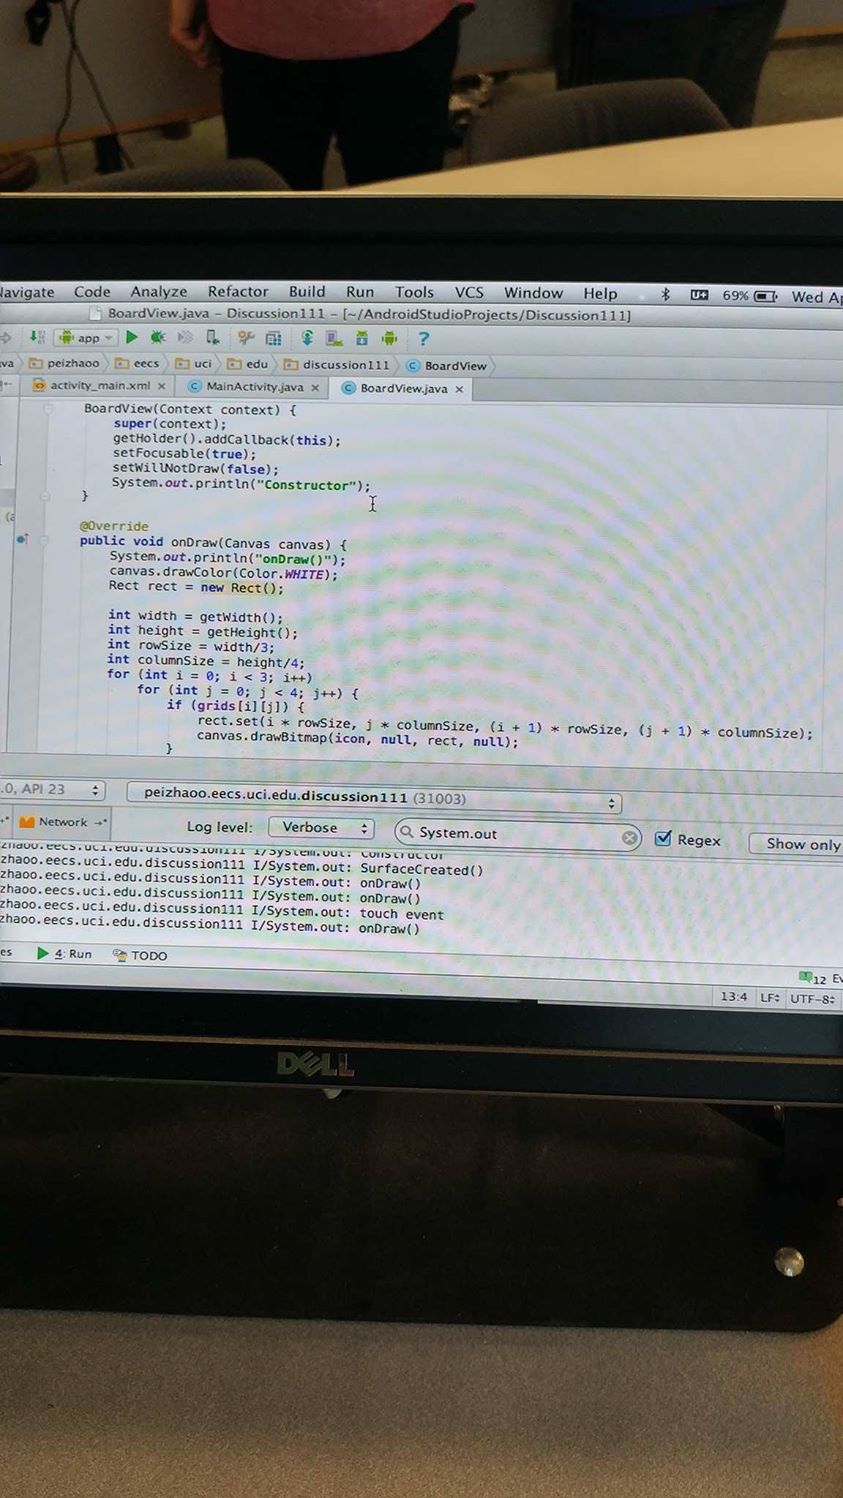 Navigate Code Analyze Refactor Build Run Tools VCS Window Help 69% Wed Ap
BoardView.java – Discussion111 – [~/AndroidStudioProjects/Discussion111]
app ?
va peizhaoo eecs uci edu discussion111 BoardView
activity_main.xml × MainActivity.java × BoardView.java ×
BoardView(Context context) {
super(context);
getHolder().addCallback(this);
setFocusable(true);
setWillNotDraw(false);
System.out.println("Constructor");
}
@Override
public void onDraw(Canvas canvas) {
System.out.println("onDraw()");
canvas.drawColor(Color.WHITE);
Rect rect = new Rect();
int width = getWidth();
int height = getHeight();
int rowSize = width/3;
int columnSize = height/4;
for (int i = 0; i < 3; i++)
for (int j = 0; j < 4; j++) {
if (grids[i][j]) {
rect.set(i * rowSize, j * columnSize, (i + 1) * rowSize, (j + 1) * columnSize);
canvas.drawBitmap(icon, null, rect, null);
}
.0, API 23 peizhaoo.eecs.uci.edu.discussion111 (31003)
Network Log level: Verbose System.out Regex Show only
zhaoo.eecs.uci.edu.discussion111 I/System.out: Constructor
zhaoo.eecs.uci.edu.discussion111 I/System.out: SurfaceCreated()
zhaoo.eecs.uci.edu.discussion111 I/System.out: onDraw()
zhaoo.eecs.uci.edu.discussion111 I/System.out: onDraw()
zhaoo.eecs.uci.edu.discussion111 I/System.out: touch event
zhaoo.eecs.uci.edu.discussion111 I/System.out: onDraw()
es 4: Run TODO
12 Ev
13:4 LF UTF-8
DELL